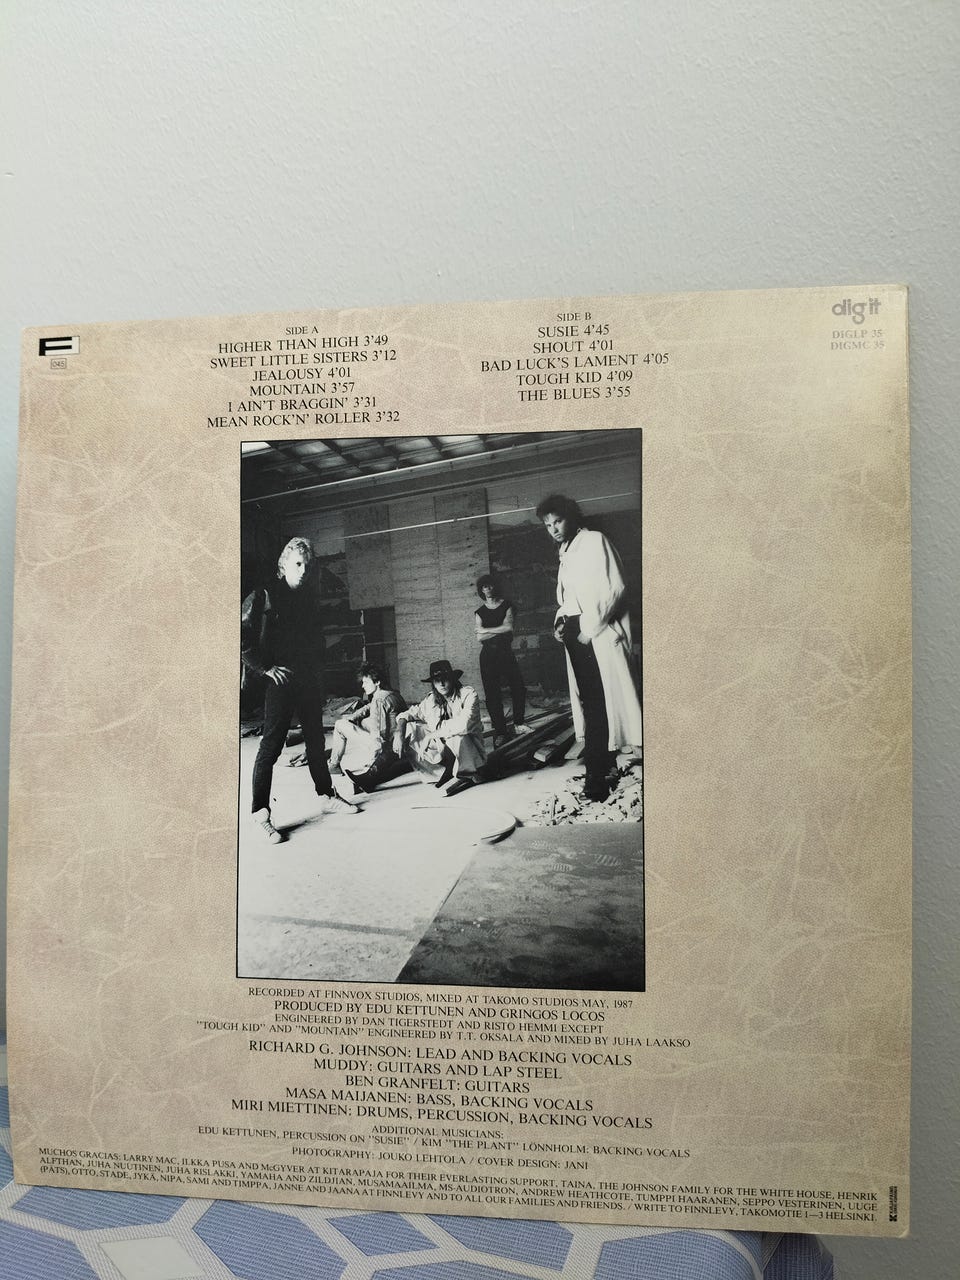 F
045
SIDE A
HIGHER THAN HIGH 3'49
SWEET LITTLE SISTERS 3'12
JEALOUSY 4'01
MOUNTAIN 3'57
I AIN'T BRAGGIN' 3'31
MEAN ROCK'N' ROLLER 3'32
SIDE B
SUSIE 4'45
SHOUT 4'01
BAD LUCK'S LAMENT 4'05
TOUGH KID 4'09
THE BLUES 3'55
digit
DIGLP 35
DIGMC 35
RECORDED AT FINNVOX STUDIOS, MIXED AT TAKOMO STUDIOS MAY, 1987
PRODUCED BY EDU KETTUNEN AND GRINGOS LOCOS
ENGINEERED BY DAN TIGERSTEDT AND RISTO HEMMI EXCEPT
"TOUGH KID" AND "MOUNTAIN" ENGINEERED BY T.T. OKSALA AND MIXED BY JUHA LAAKSO
RICHARD G. JOHNSON: LEAD AND BACKING VOCALS
MUDDY: GUITARS AND LAP STEEL
BEN GRANFELT: GUITARS
MASA MAIJANEN: BASS, BACKING VOCALS
MIRI MIETTINEN: DRUMS, PERCUSSION, BACKING VOCALS
ADDITIONAL MUSICIANS:
EDU KETTUNEN, PERCUSSION ON "SUSIE" / KIM "THE PLANT" LÖNNHOLM: BACKING VOCALS
PHOTOGRAPHY: JOUKO LEHTOLA / COVER DESIGN: JANI
MUCHOS GRACIAS: LARRY MAC, ILKKA PUSA AND McGYVER AT KITARAPAJA FOR THEIR EVERLASTING SUPPORT, TAINA, THE JOHNSON FAMILY FOR THE WHITE HOUSE, HENRIK
ALFTHAN, JUHA NUUTINEN, JUHA RISLAKKI, YAMAHA AND ZILDJIAN, MUSAMAAILMA, MS-AUDIOTRON, ANDREW HEATHCOTE, TUMPPI HAARANEN, SEPPO VESTERINEN, UUGE
(PÄTS), OTTO, STADE, JYKÄ, NIPA, SAMI AND TIMPPA, JANNE AND JAANA AT FINNLEVY AND TO ALL OUR FAMILIES AND FRIENDS. / WRITE TO FINNLEVY, TAKOMOTIE 1—3 HELSINKI.